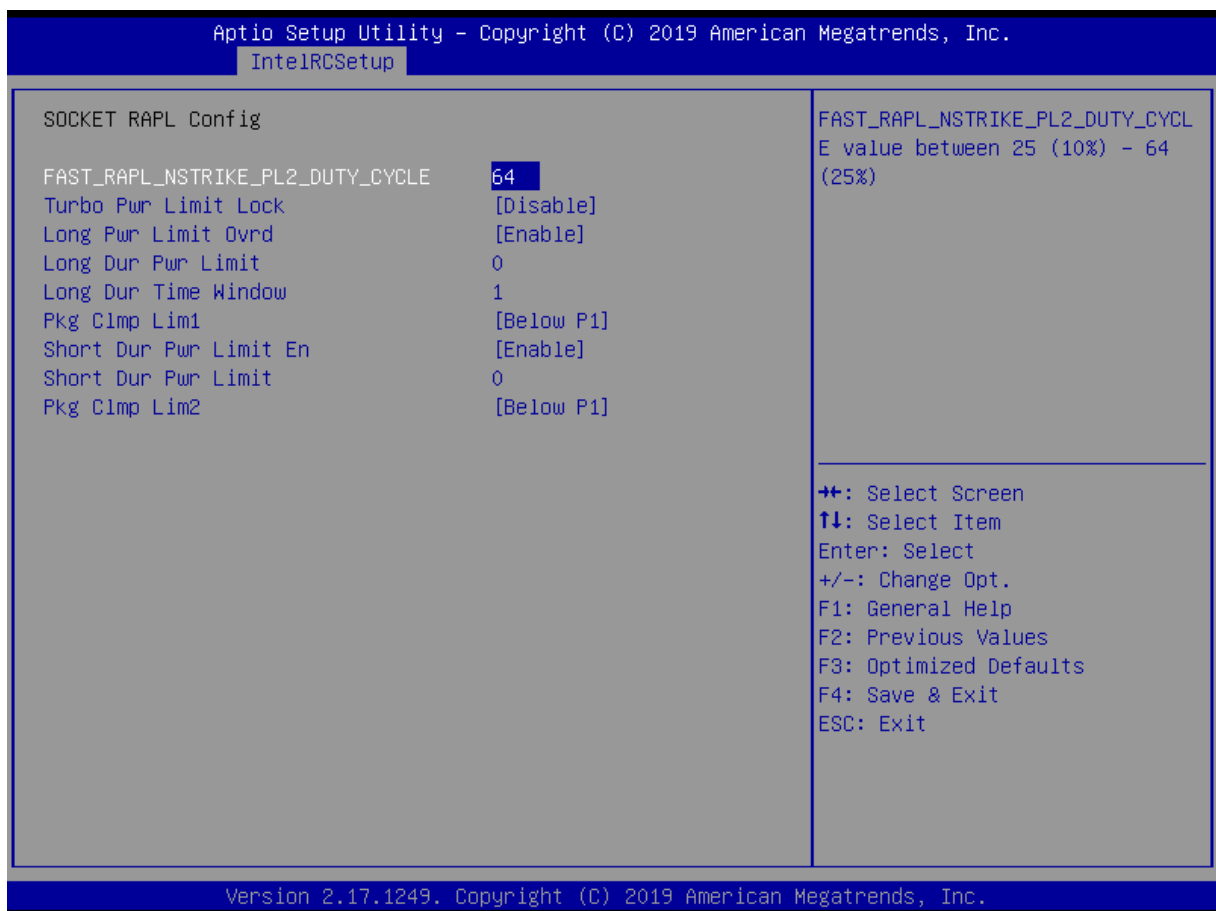 Aptio Setup Utility – Copyright (C) 2019 American Megatrends, Inc.
IntelRCSetup
SOCKET RAPL Config
FAST_RAPL_NSTRIKE_PL2_DUTY_CYCLE 64
Turbo Pwr Limit Lock [Disable]
Long Pwr Limit Ovrd [Enable]
Long Dur Pwr Limit 0
Long Dur Time Window 1
Pkg Clmp Lim1 [Below P1]
Short Dur Pwr Limit En [Enable]
Short Dur Pwr Limit 0
Pkg Clmp Lim2 [Below P1]
FAST_RAPL_NSTRIKE_PL2_DUTY_CYCL
E value between 25 (10%) – 64
(25%)
→←: Select Screen
↑↓: Select Item
Enter: Select
+/-: Change Opt.
F1: General Help
F2: Previous Values
F3: Optimized Defaults
F4: Save & Exit
ESC: Exit
Version 2.17.1249. Copyright (C) 2019 American Megatrends, Inc.